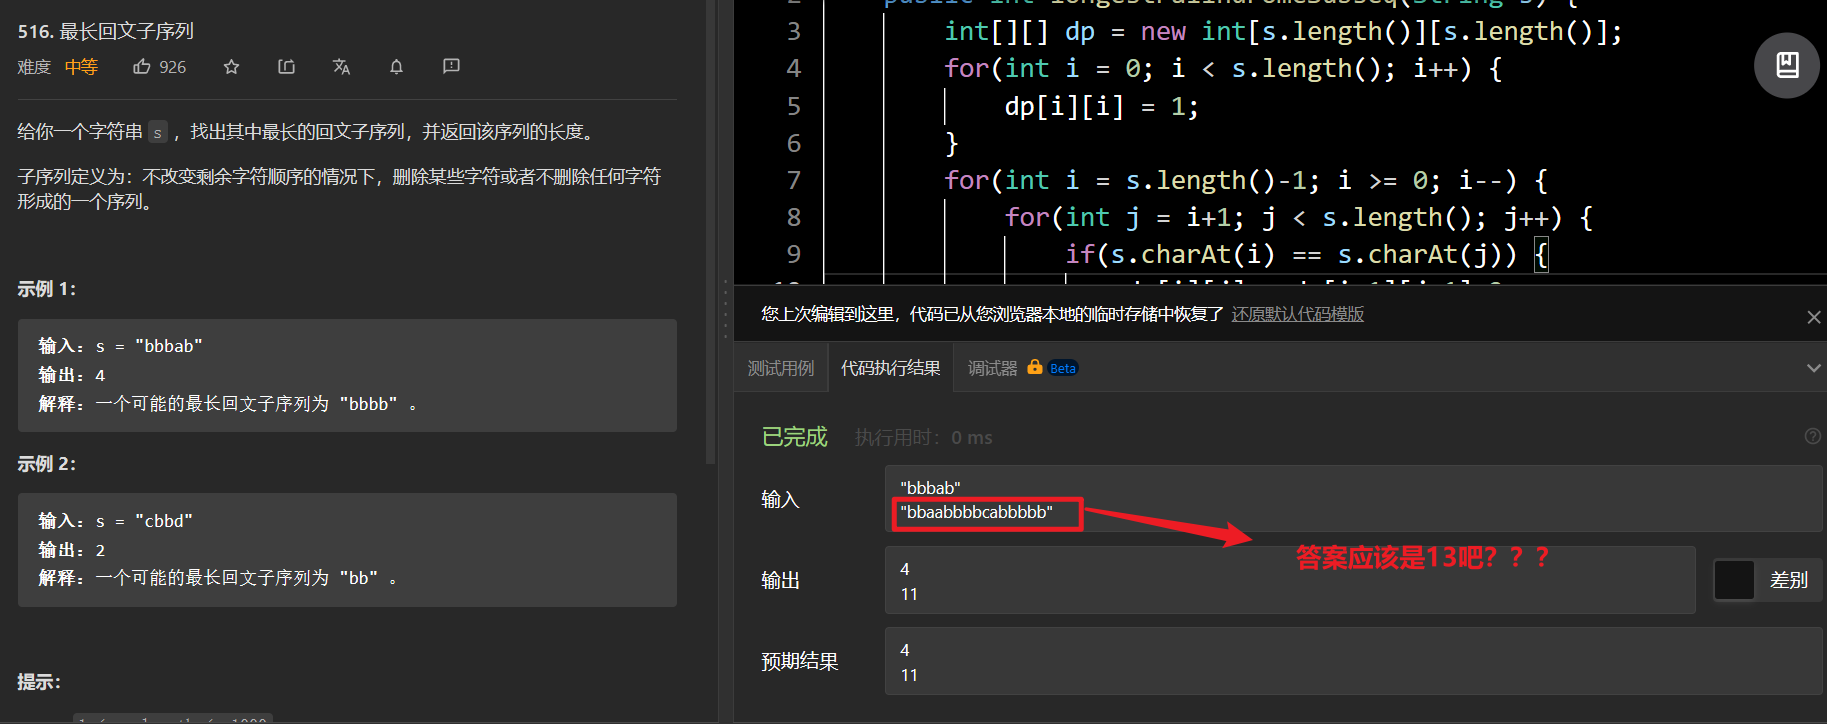 516. 最长回文子序列
难度 中等 926
给你一个字符串 s ，找出其中最长的回文子序列，并返回该序列的长度。
子序列定义为：不改变剩余字符顺序的情况下，删除某些字符或者不删除任何字符
形成的一个序列。
示例 1：
输入：s = "bbbab"
输出：4
解释：一个可能的最长回文子序列为 "bbbb" 。
示例 2：
输入：s = "cbbd"
输出：2
解释：一个可能的最长回文子序列为 "bb" 。
提示：
3 int[][] dp = new int[s.length()][s.length()];
4 for(int i = 0; i < s.length(); i++) {
5 dp[i][i] = 1;
6 }
7 for(int i = s.length()-1; i >= 0; i--) {
8 for(int j = i+1; j < s.length(); j++) {
9 if(s.charAt(i) == s.charAt(j)) {
您上次编辑到这里，代码已从您浏览器本地的临时存储中恢复了 还原默认代码模版
测试用例 代码执行结果 调试器 Beta
已完成 执行用时：0 ms
输入
"bbbab"
"bbaabbbbcabbbbb"
答案应该是13吧？？？
输出
4
11
差别
预期结果
4
11